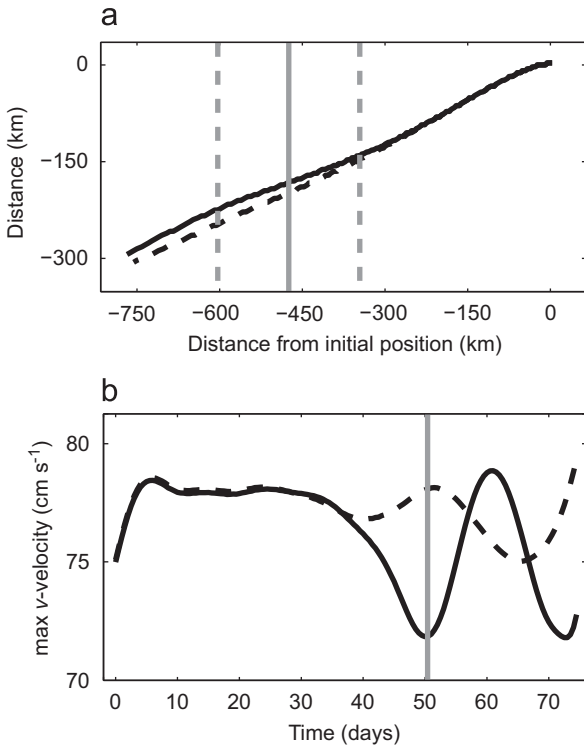 a
0
−150
−300
Distance
(km)
−750
−600
−450
−300
−150
0
Distance from initial position (km)
b
80
75
70
max v-velocity (cm s⁻¹)
0
10
20
30
40
50
60
70
Time (days)